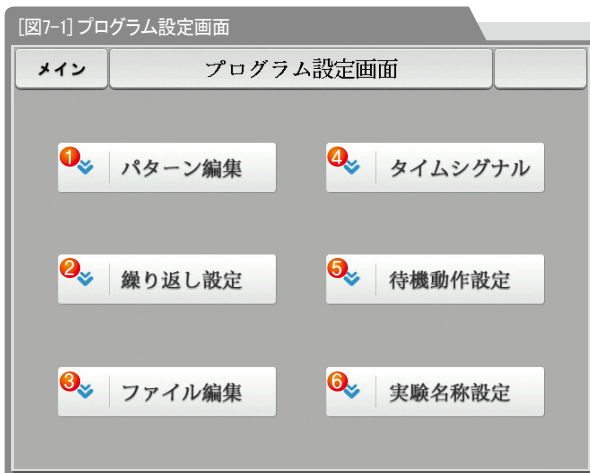 [図7-1] プログラム設定画面
メイン プログラム設定画面
1 パターン編集
4 タイムシグナル
2 繰り返し設定
5 待機動作設定
3 ファイル編集
6 実験名称設定